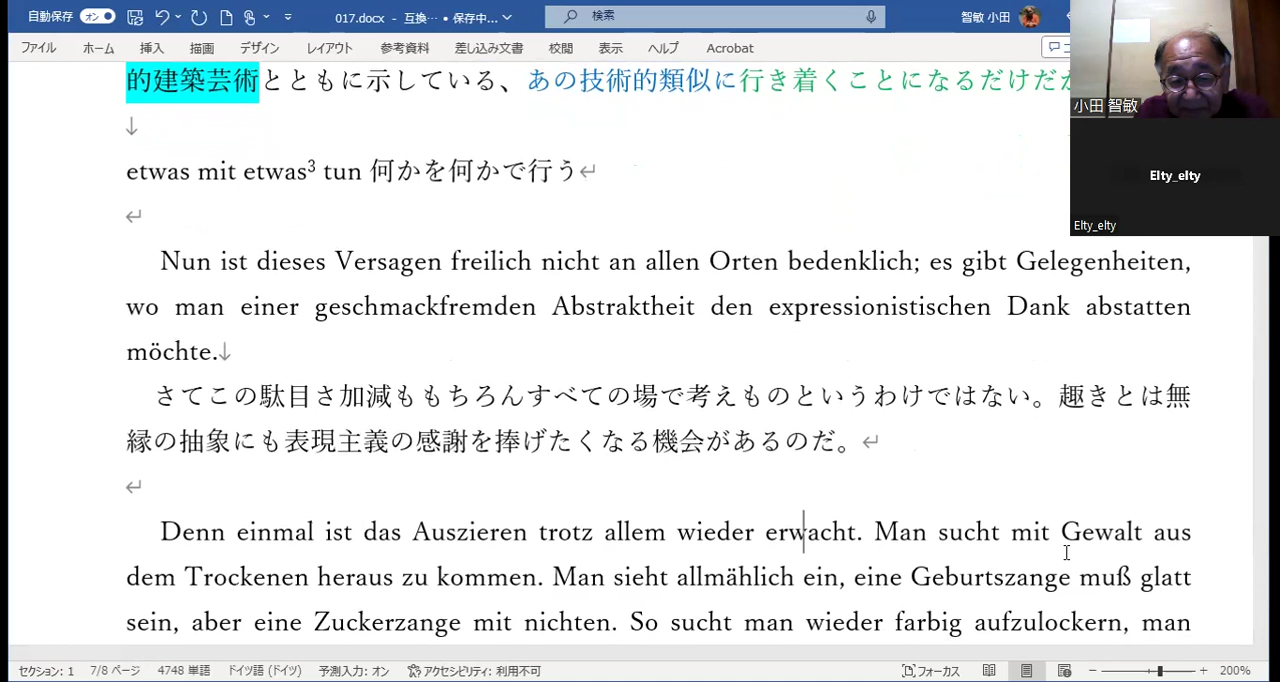 自動保存 オン 017.docx - 互換… • 保存中… 検索 智敏 小田
ファイル ホーム 挿入 描画 デザイン レイアウト 参考資料 差し込み文書 校閲 表示 ヘルプ Acrobat
的建築芸術とともに示している、あの技術的類似に行き着くことになるだけだ
小田 智敏
↓
etwas mit etwas³ tun 何かを何かで行う↵
Elty_elty
Elty_elty
↵
Nun ist dieses Versagen freilich nicht an allen Orten bedenklich; es gibt Gelegenheiten,
wo man einer geschmackfremden Abstraktheit den expressionistischen Dank abstatten
möchte.↓
さてこの駄目さ加減ももちろんすべての場で考えものというわけではない。趣きとは無
縁の抽象にも表現主義の感謝を捧げたくなる機会があるのだ。↵
↵
Denn einmal ist das Auszieren trotz allem wieder erwacht. Man sucht mit Gewalt aus
dem Trockenen heraus zu kommen. Man sieht allmählich ein, eine Geburtszange muß glatt
sein, aber eine Zuckerzange mit nichten. So sucht man wieder farbig aufzulockern, man
セクション: 1 7/8 ページ 4748 単語 ドイツ語 (ドイツ) 予測入力: オン アクセシビリティ: 利用不可 フォーカス − + 200%